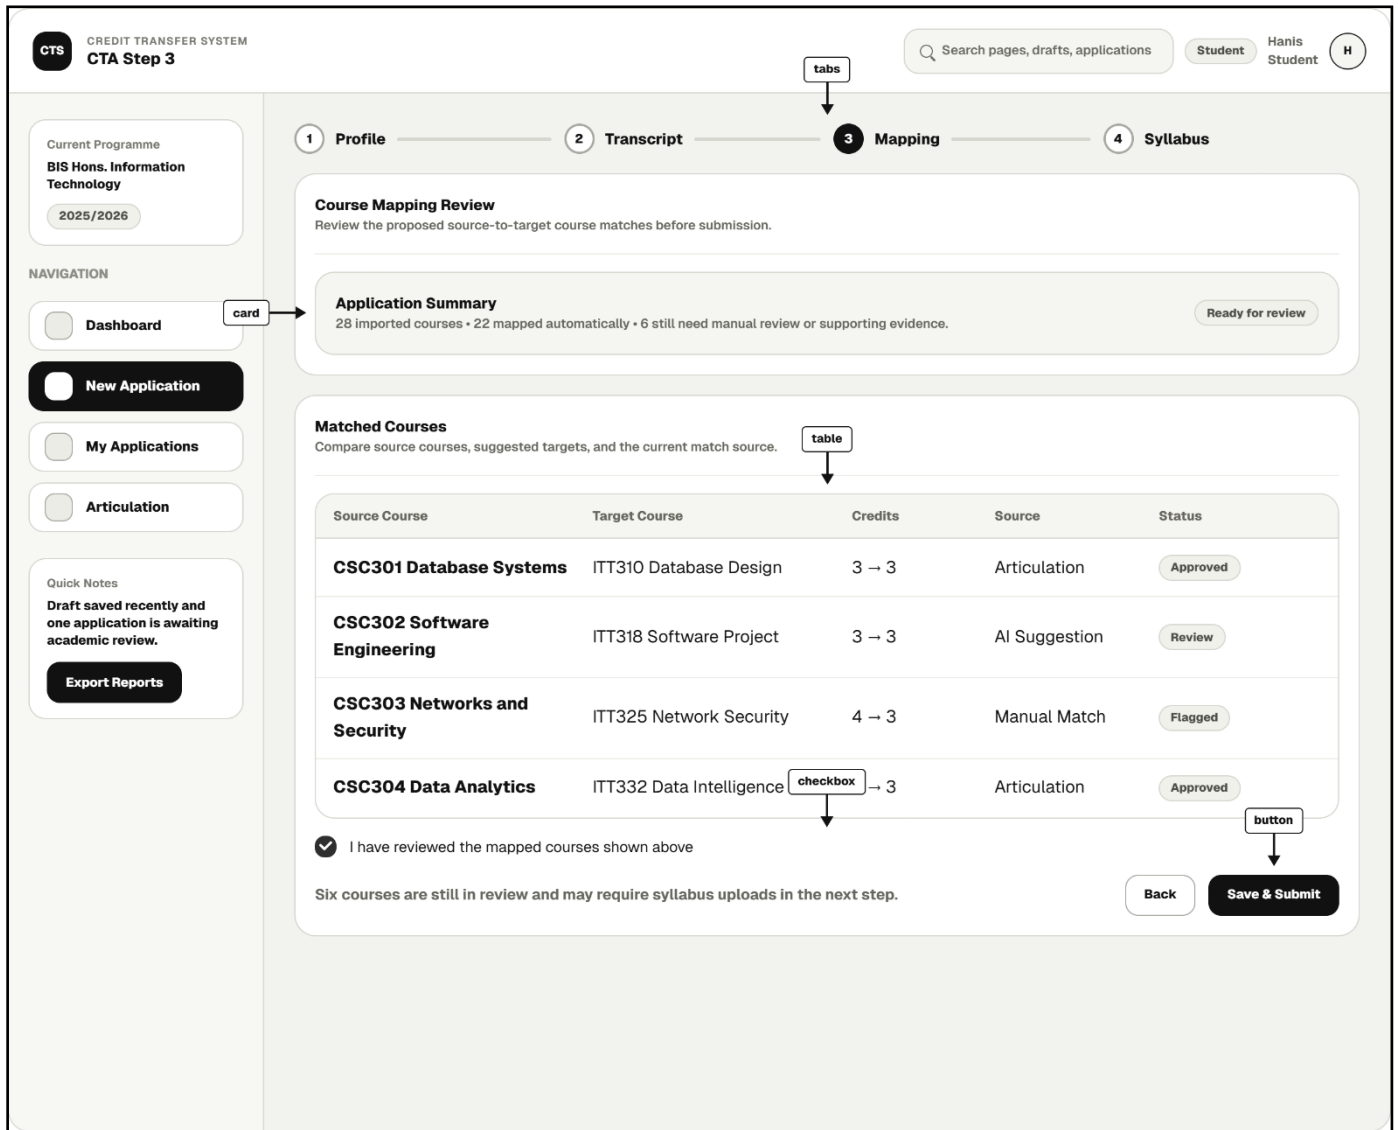 CTS
CREDIT TRANSFER SYSTEM
CTA Step 3
Search pages, drafts, applications
Student
Hanis
Student
H
tabs
Current Programme
BIS Hons. Information
Technology
2025/2026
NAVIGATION
Dashboard
New Application
My Applications
Articulation
Quick Notes
Draft saved recently and
one application is awaiting
academic review.
Export Reports
1 Profile
2 Transcript
3 Mapping
4 Syllabus
Course Mapping Review
Review the proposed source-to-target course matches before submission.
card
Application Summary
28 imported courses • 22 mapped automatically • 6 still need manual review or supporting evidence.
Ready for review
Matched Courses
Compare source courses, suggested targets, and the current match source.
table
Source Course Target Course Credits Source Status
CSC301 Database Systems ITT310 Database Design 3 → 3 Articulation Approved
CSC302 Software
Engineering ITT318 Software Project 3 → 3 AI Suggestion Review
CSC303 Networks and
Security ITT325 Network Security 4 → 3 Manual Match Flagged
CSC304 Data Analytics ITT332 Data Intelligence → 3 Articulation Approved
checkbox
button
I have reviewed the mapped courses shown above
Six courses are still in review and may require syllabus uploads in the next step.
Back
Save & Submit